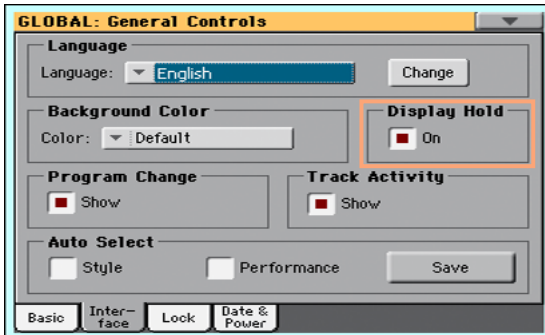 GLOBAL: General Controls
Language
Language: English Change
Background Color Display Hold
Color: Default On
Program Change Track Activity
Show Show
Auto Select
Style Performance Save
Basic Inter-face Lock Date & Power